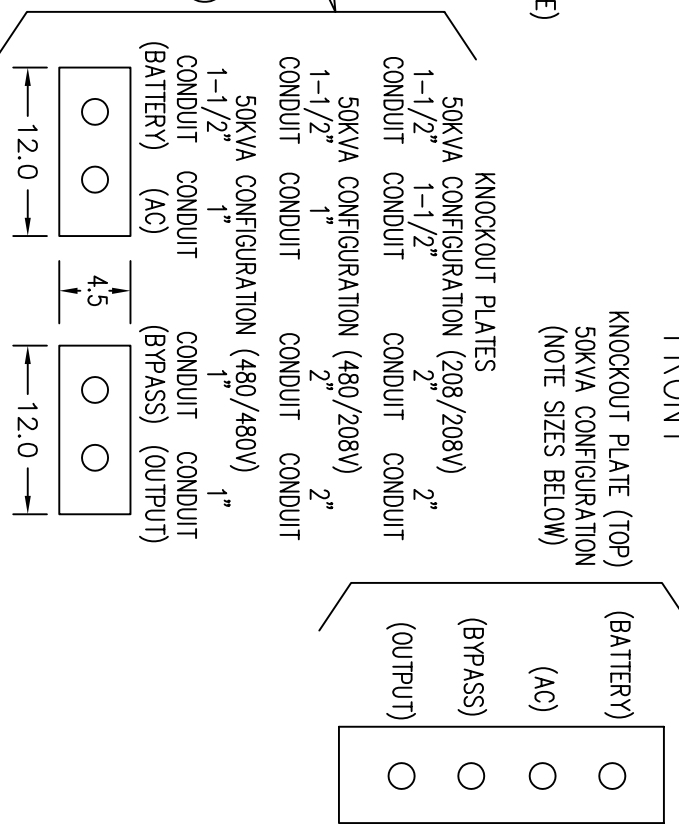 FRONT
KNOCKOUT PLATE (TOP)
50KVA CONFIGURATION
(NOTE SIZES BELOW)
(BATTERY)
(AC)
(BYPASS)
(OUTPUT)
E)
KNOCKOUT PLATES
50KVA CONFIGURATION (208/208V)
1-1/2" 1-1/2" 2" 2"
CONDUIT CONDUIT CONDUIT CONDUIT
50KVA CONFIGURATION (480/208V)
1-1/2" 1" 2" 2"
CONDUIT CONDUIT CONDUIT CONDUIT
50KVA CONFIGURATION (480/480V)
1-1/2" 1" 1" 1"
CONDUIT CONDUIT CONDUIT CONDUIT
(BATTERY) (AC) (BYPASS) (OUTPUT)
4.5
12.0 12.0